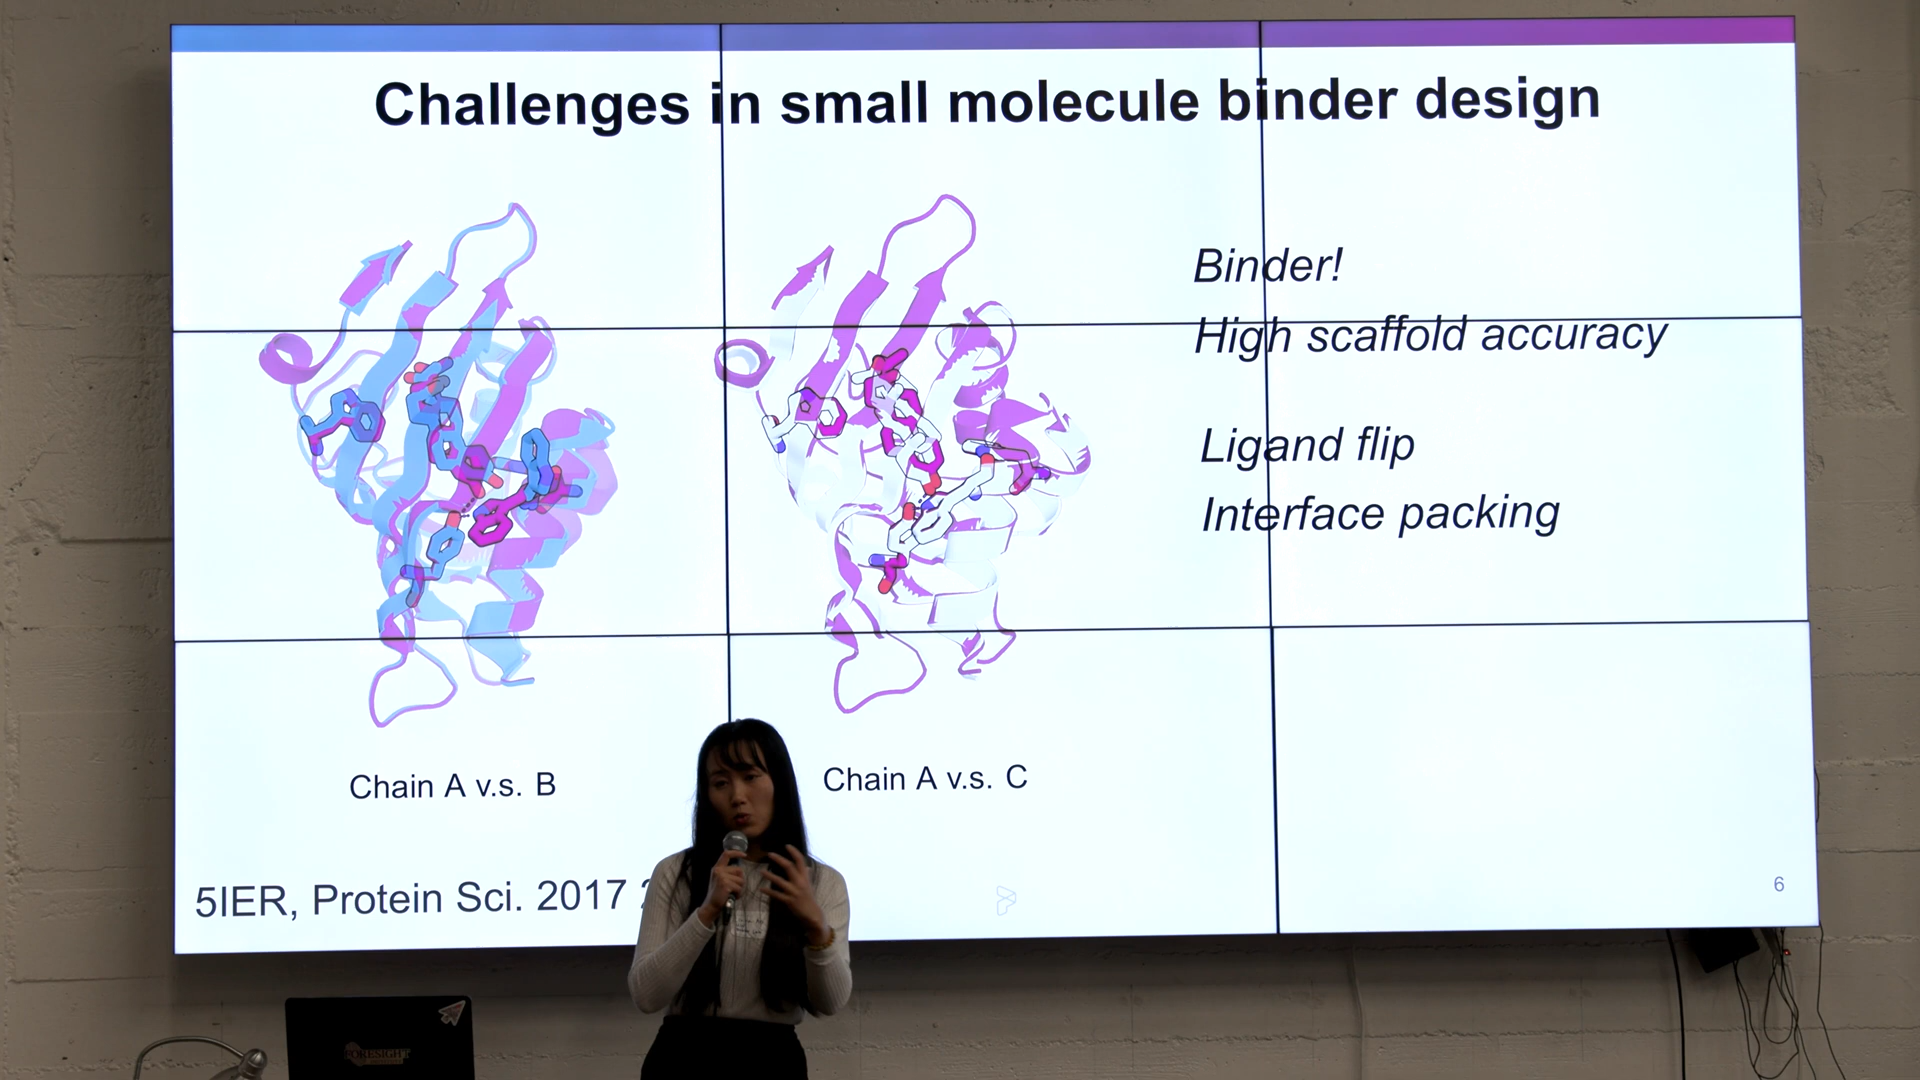 Challenges in small molecule binder design
Binder!
High scaffold accuracy
Ligand flip
Interface packing
Chain A v.s. B
Chain A v.s. C
5IER, Protein Sci. 2017
6
FORESIGHT